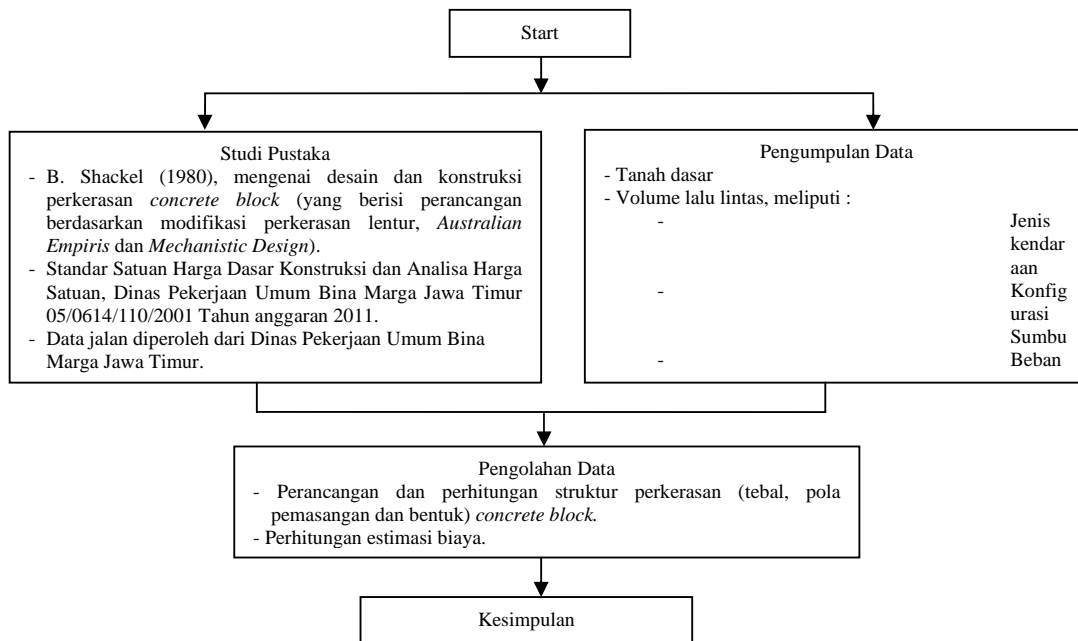 Start
Studi Pustaka
- B. Shackel (1980), mengenai desain dan konstruksi
perkerasan concrete block (yang berisi perancangan
berdasarkan modifikasi perkerasan lentur, Australian
Empiris dan Mechanistic Design).
- Standar Satuan Harga Dasar Konstruksi dan Analisa Harga
Satuan, Dinas Pekerjaan Umum Bina Marga Jawa Timur
05/0614/110/2001 Tahun anggaran 2011.
- Data jalan diperoleh dari Dinas Pekerjaan Umum Bina
Marga Jawa Timur.
Pengumpulan Data
- Tanah dasar
- Volume lalu lintas, meliputi :
- Jenis
kendar
aan
- Konfig
urasi
Sumbu
- Beban
Pengolahan Data
- Perancangan dan perhitungan struktur perkerasan (tebal, pola
pemasangan dan bentuk) concrete block.
- Perhitungan estimasi biaya.
Kesimpulan